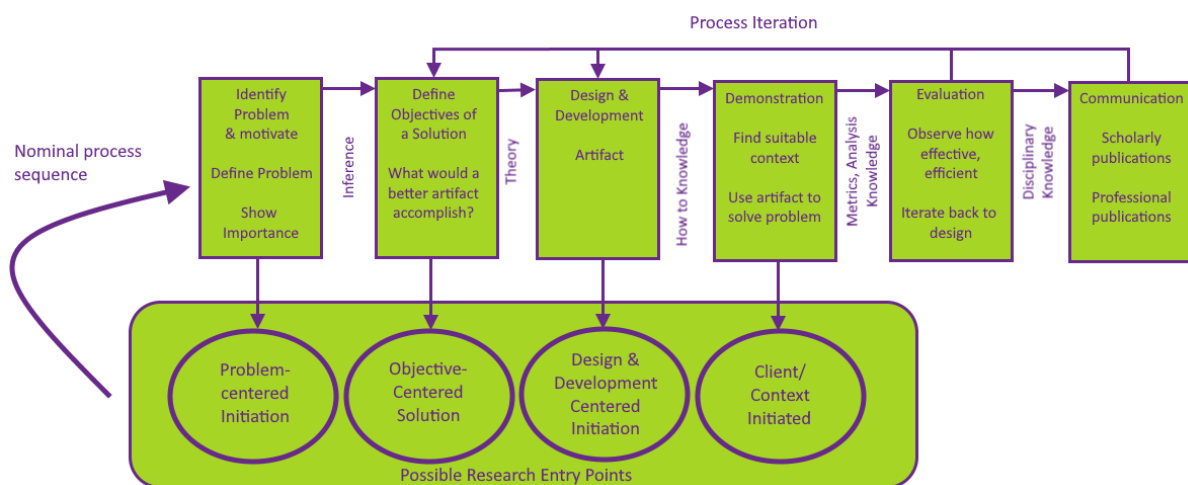 Process Iteration
Nominal process
sequence
Identify
Problem
& motivate
Define Problem
Show
Importance
Inference
Define
Objectives of
a Solution
What would a
better artifact
accomplish?
Theory
Design &
Development
Artifact
How to Knowledge
Demonstration
Find suitable
context
Use artifact to
solve problem
Metrics, Analysis
Knowledge
Evaluation
Observe how
effective,
efficient
Iterate back to
design
Disciplinary
Knowledge
Communication
Scholarly
publications
Professional
publications
Problem-
centered
Initiation
Objective-
Centered
Solution
Design &
Development
Centered
Initiation
Client/
Context
Initiated
Possible Research Entry Points